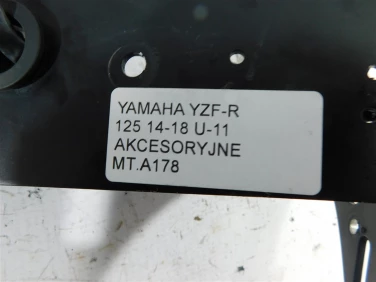 YAMAHA YZF-R
125 14-18 U-11
AKCESORYJNE
MT.A178